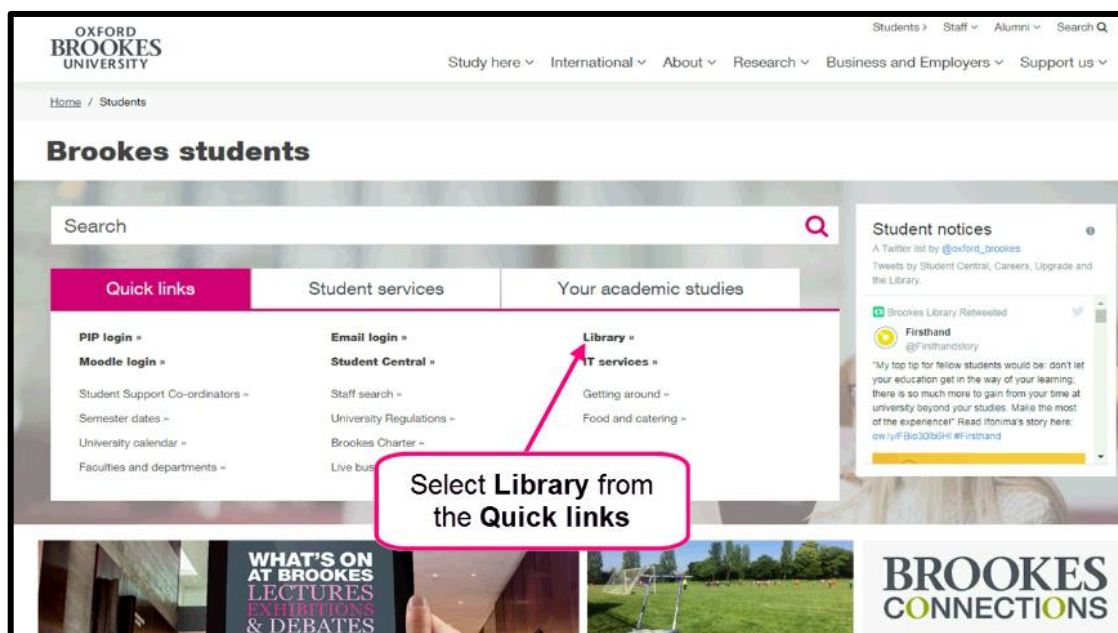 OXFORD
BROOKES
UNIVERSITY
Students › Staff Alumni Search
Study here International About Research Business and Employers Support us
Home / Students
Brookes students
Search
Quick links Student services Your academic studies
PIP login »
Moodle login »
Student Support Co-ordinators »
Semester dates »
University calendar »
Faculties and departments »
Email login »
Student Central »
Staff search »
University Regulations »
Brookes Charter »
Live bus
Library »
IT services »
Getting around »
Food and catering »
Select Library from
the Quick links
Student notices
A Twitter list by @oxford_brookes
Tweets by Student Central, Careers, Upgrade and
the Library.
Brookes Library Retweeted
Firsthand
@Firsthandstory
"My top tip for fellow students would be: don't let
your education get in the way of your learning;
there is so much more to gain from your time at
university beyond your studies. Make the most
of the experience!" Read Ifonima's story here:
#Firsthand
WHAT'S ON
AT BROOKES
LECTURES
EXHIBITIONS
& DEBATES
BROOKES
CONNECTIONS